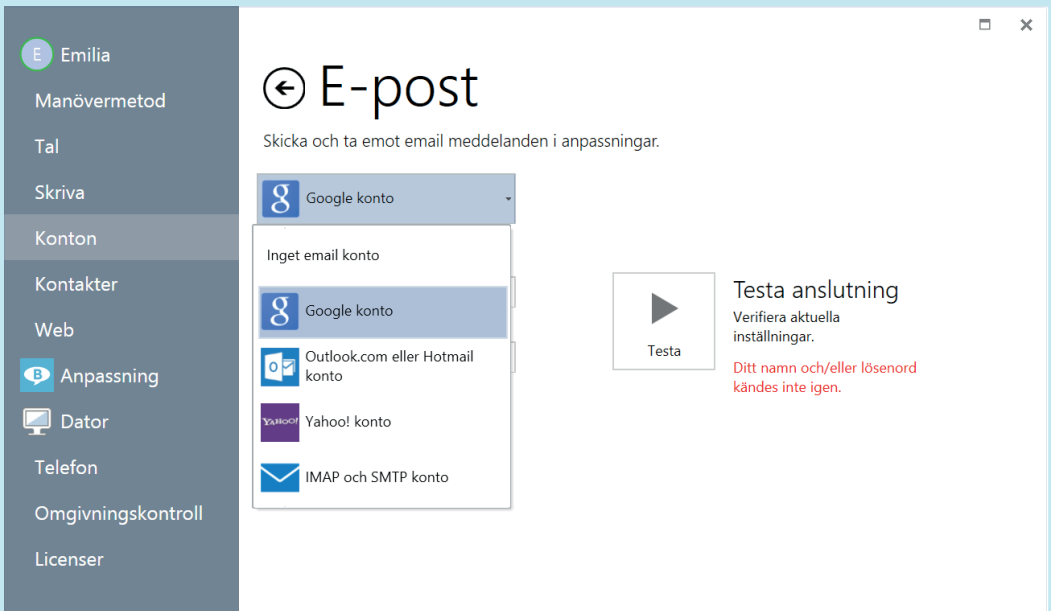 E Emilia
Manövermetod
Tal
Skriva
Konton
Kontakter
Web
B Anpassning
Dator
Telefon
Omgivningskontroll
Licenser
E-post
Skicka och ta emot email meddelanden i anpassningar.
g Google konto
Inget email konto
g Google konto
Outlook.com eller Hotmail
konto
YAHOO! Yahoo! konto
IMAP och SMTP konto
Testa
Testa anslutning
Verifiera aktuella
inställningar.
Ditt namn och/eller lösenord
kändes inte igen.